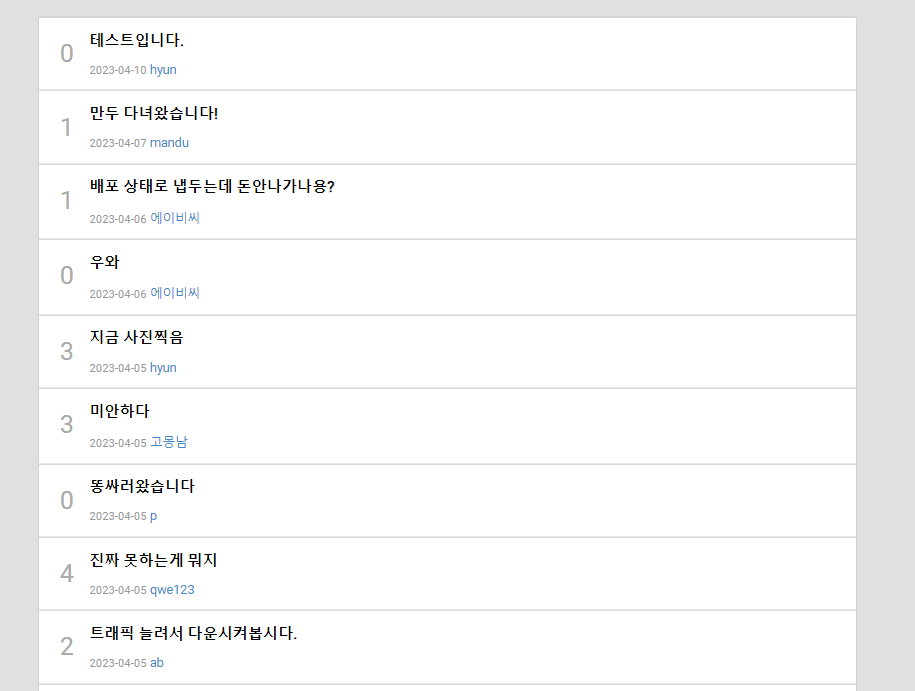 0
테스트입니다.
2023-04-10 hyun
1
만두 다녀왔습니다!
2023-04-07 mandu
1
배포 상태로 냅두는데 돈안나가나용?
2023-04-06 에이비씨
0
우와
2023-04-06 에이비씨
3
지금 사진찍음
2023-04-05 hyun
3
미안하다
2023-04-05 고몽남
0
똥싸러왔습니다
2023-04-05 p
4
진짜 못하는게 뭐지
2023-04-05 qwe123
2
트래픽 늘려서 다운시켜봅시다.
2023-04-05 ab